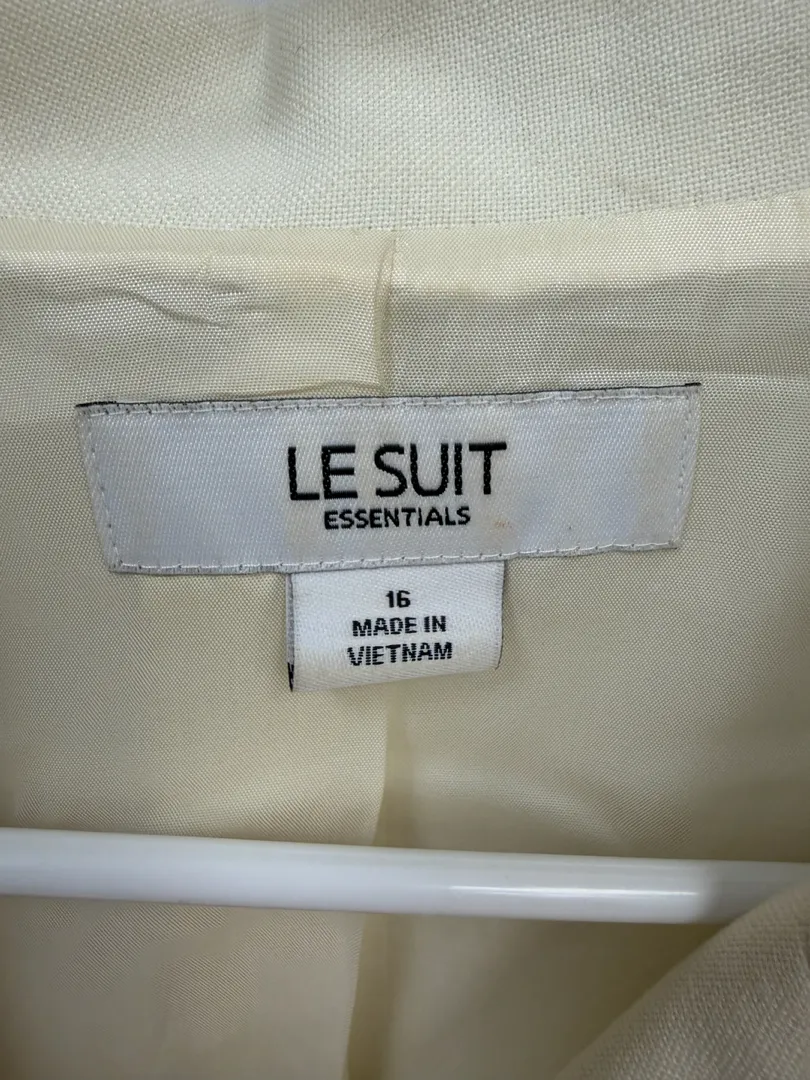 LE SUIT
ESSENTIALS
16
MADE IN
VIETNAM